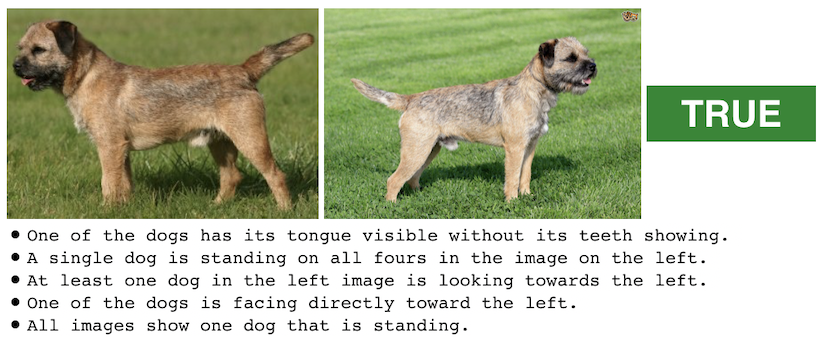 TRUE
● One of the dogs has its tongue visible without its teeth showing.
● A single dog is standing on all fours in the image on the left.
● At least one dog in the left image is looking towards the left.
● One of the dogs is facing directly toward the left.
● All images show one dog that is standing.